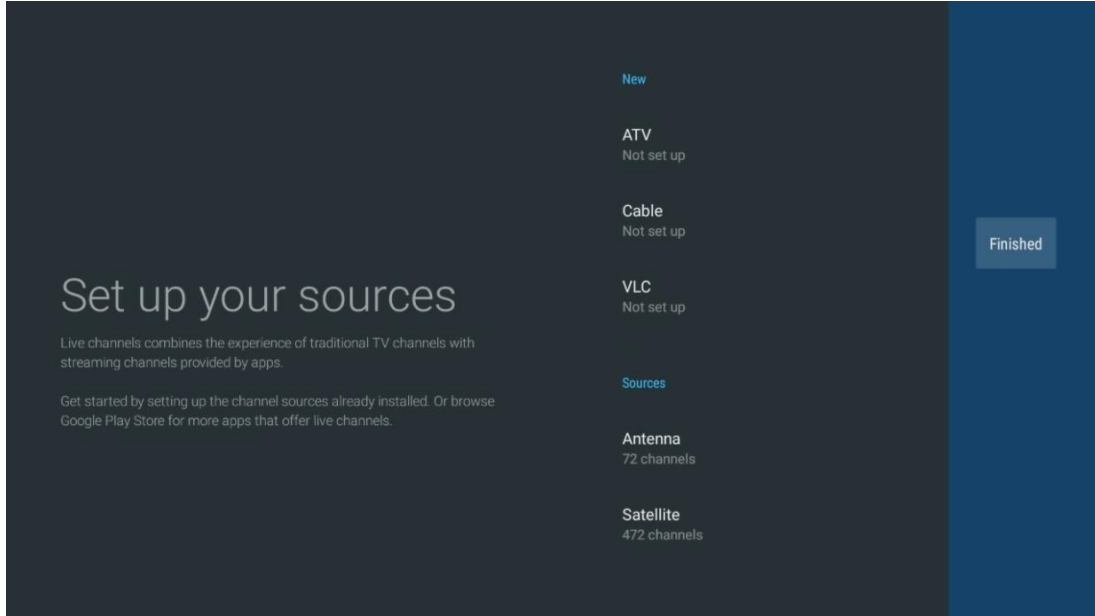 Set up your sources
Live channels combines the experience of traditional TV channels with
streaming channels provided by apps.
Get started by setting up the channel sources already installed. Or browse
Google Play Store for more apps that offer live channels.
New
ATV
Not set up
Cable
Not set up
VLC
Not set up
Sources
Antenna
72 channels
Satellite
472 channels
Finished